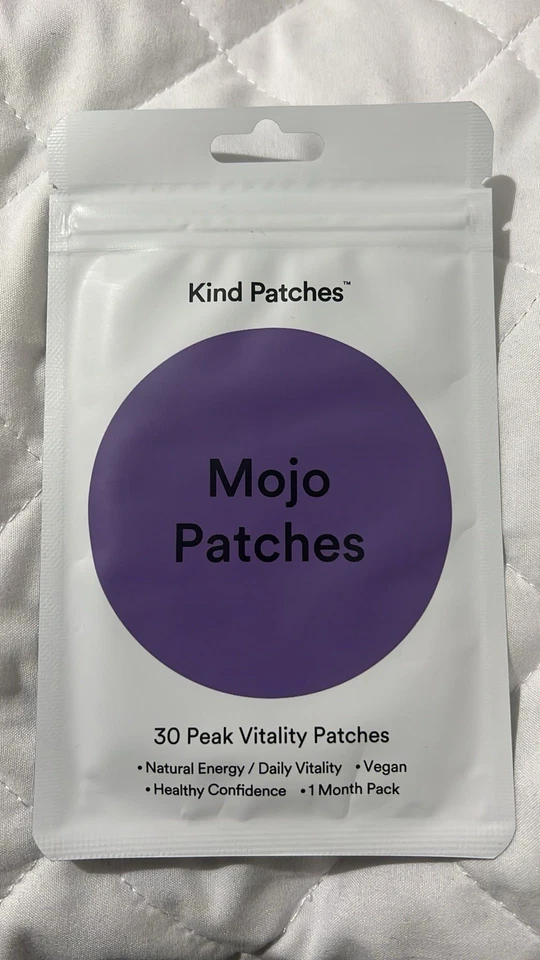 Kind Patches™
Mojo
Patches
30 Peak Vitality Patches
• Natural Energy / Daily Vitality • Vegan
• Healthy Confidence • 1 Month Pack